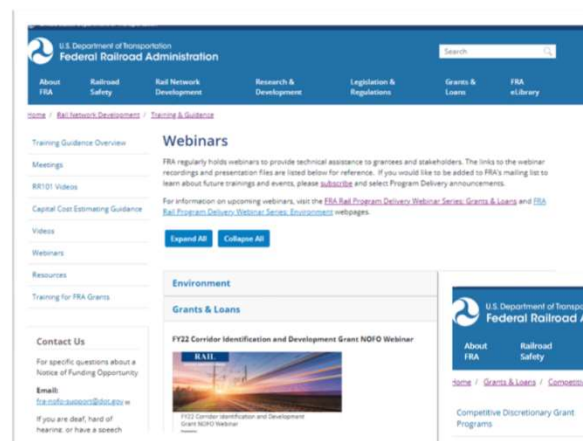 U.S. Department of Transportation
Federal Railroad Administration
Search
About FRA
Railroad Safety
Rail Network Development
Research & Development
Legislation & Regulations
Grants & Loans
FRA eLibrary
Home / Rail Network Development / Training & Guidance
Training Guidance Overview
Meetings
RR101 Videos
Capital Cost Estimating Guidance
Videos
Webinars
Resources
Training for FRA Grants
Contact Us
For specific questions about a
Notice of Funding Opportunity
Email:
fra-nofo-support@dot.gov
If you are deaf, hard of
hearing, or have a speech
Webinars
FRA regularly holds webinars to provide technical assistance to grantees and stakeholders. The links to the webinar
recordings and presentation files are listed below for reference. If you would like to be added to FRA's mailing list to
learn about future trainings and events, please subscribe and select Program Delivery announcements.
For information on upcoming webinars, visit the FRA Rail Program Delivery Webinar Series: Grants & Loans and FRA
Rail Program Delivery Webinar Series: Environment webpages.
Expand All
Collapse All
Environment
Grants & Loans
FY22 Corridor Identification and Development Grant NOFO Webinar
RAIL
FY22 Corridor Identification and Development
Grant NOFO Webinar
U.S. Department of Transpo
Federal Railroad A
About FRA
Railroad Safety
Home / Grants & Loans / Competiti
Competitive Discretionary Grant
Programs